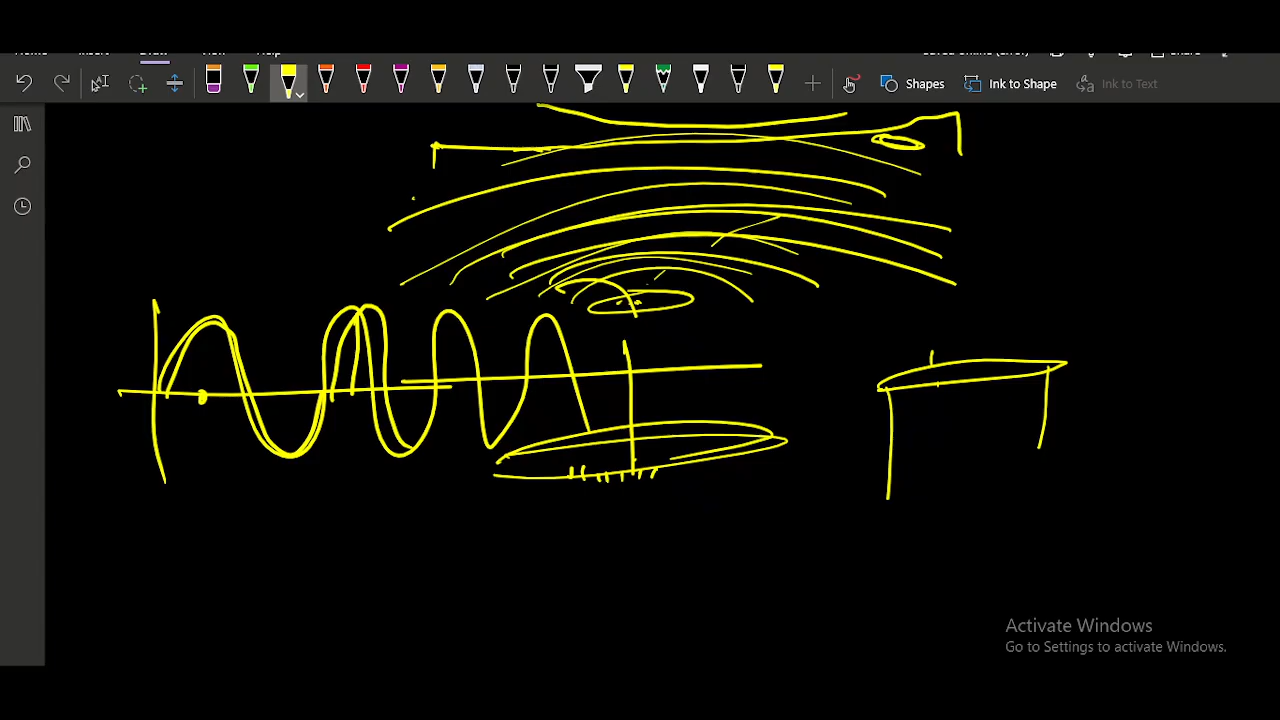 Shapes Ink to Shape Ink to Text
Activate Windows
Go to Settings to activate Windows.